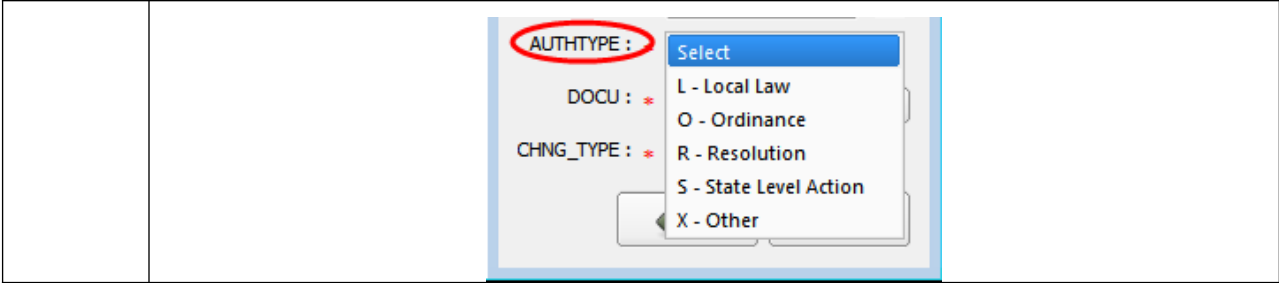 AUTHTYPE : *
Select
L - Local Law
DOCU : *
O - Ordinance
CHNG_TYPE : *
R - Resolution
S - State Level Action
X - Other